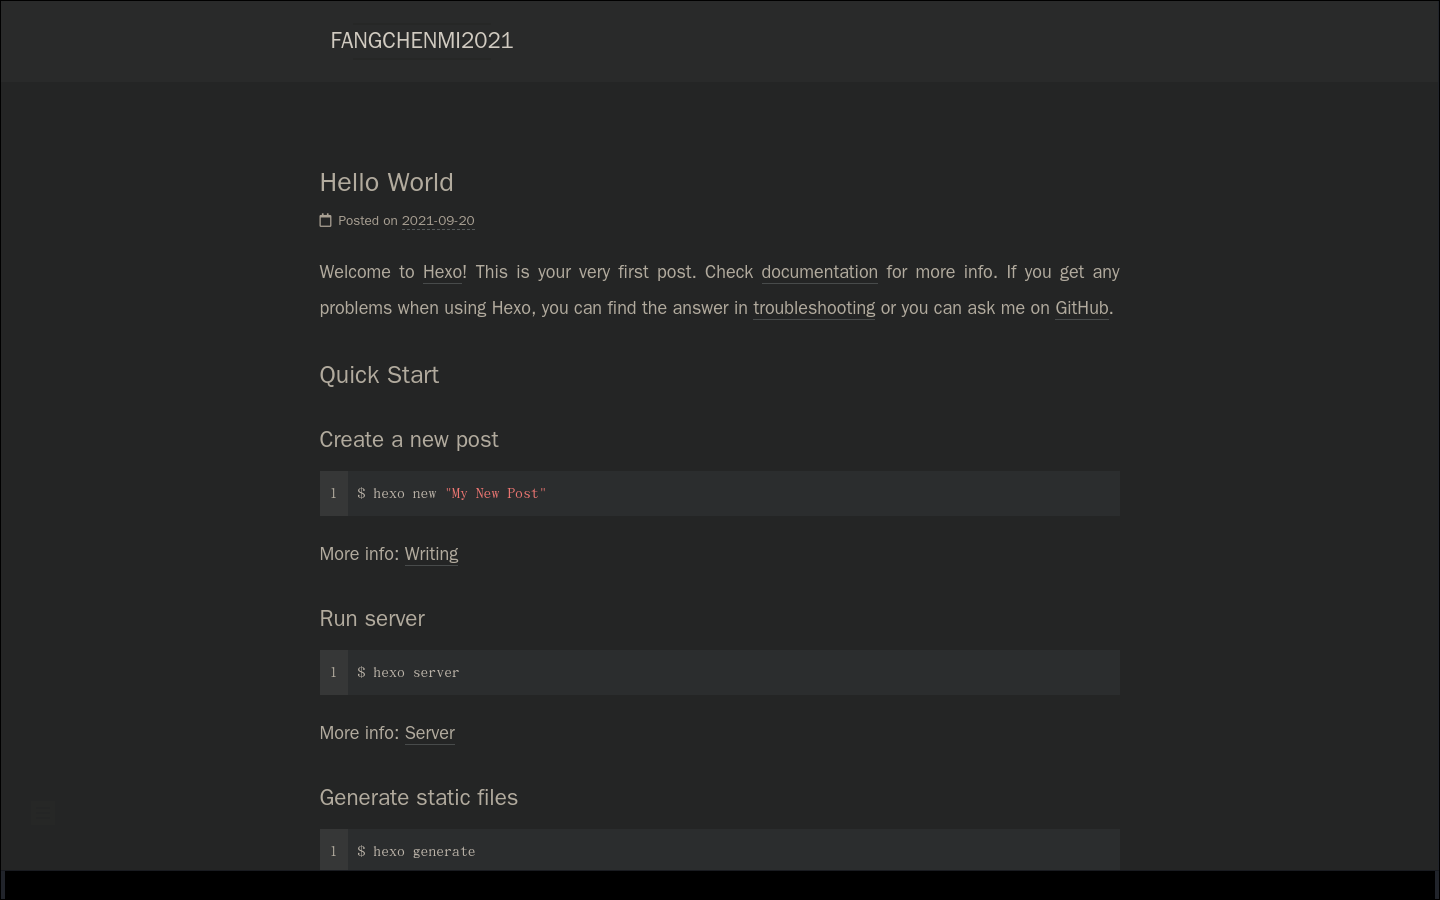 FANGCHENMI2021
Hello World
Posted on 2021-09-20
Welcome to Hexo! This is your very first post. Check documentation for more info. If you get any
problems when using Hexo, you can find the answer in troubleshooting or you can ask me on GitHub.
Quick Start
Create a new post
1 $ hexo new "My New Post"
More info: Writing
Run server
1 $ hexo server
More info: Server
Generate static files
1 $ hexo generate